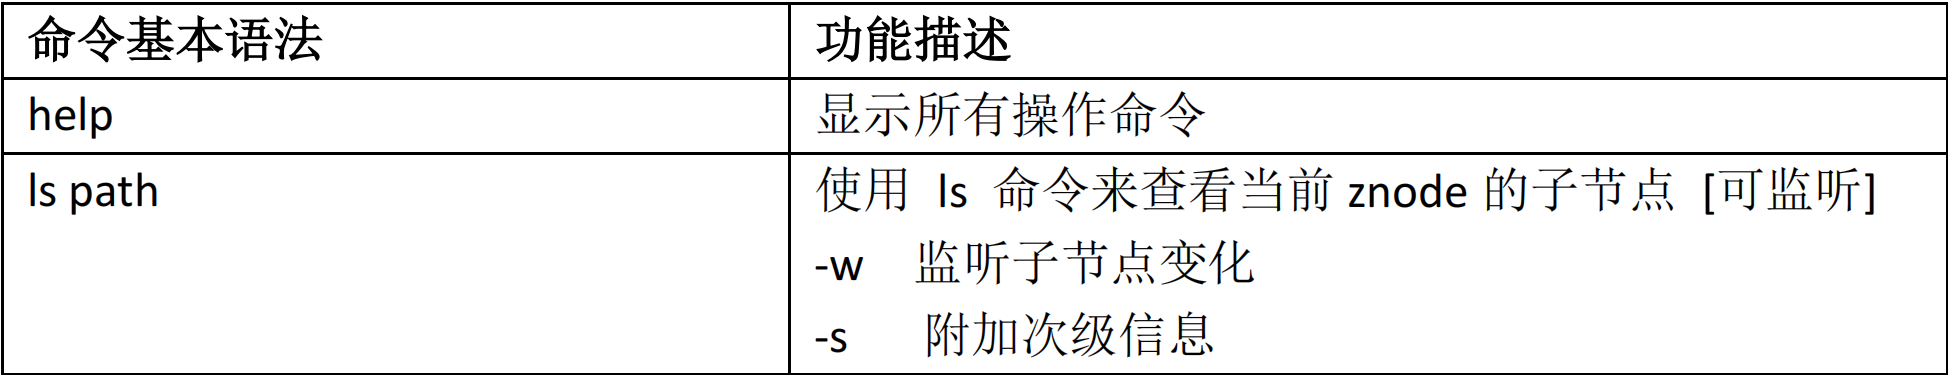 命令基本语法 功能描述
help 显示所有操作命令
ls path 使用 ls 命令来查看当前 znode 的子节点 [可监听]
-w 监听子节点变化
-s 附加次级信息